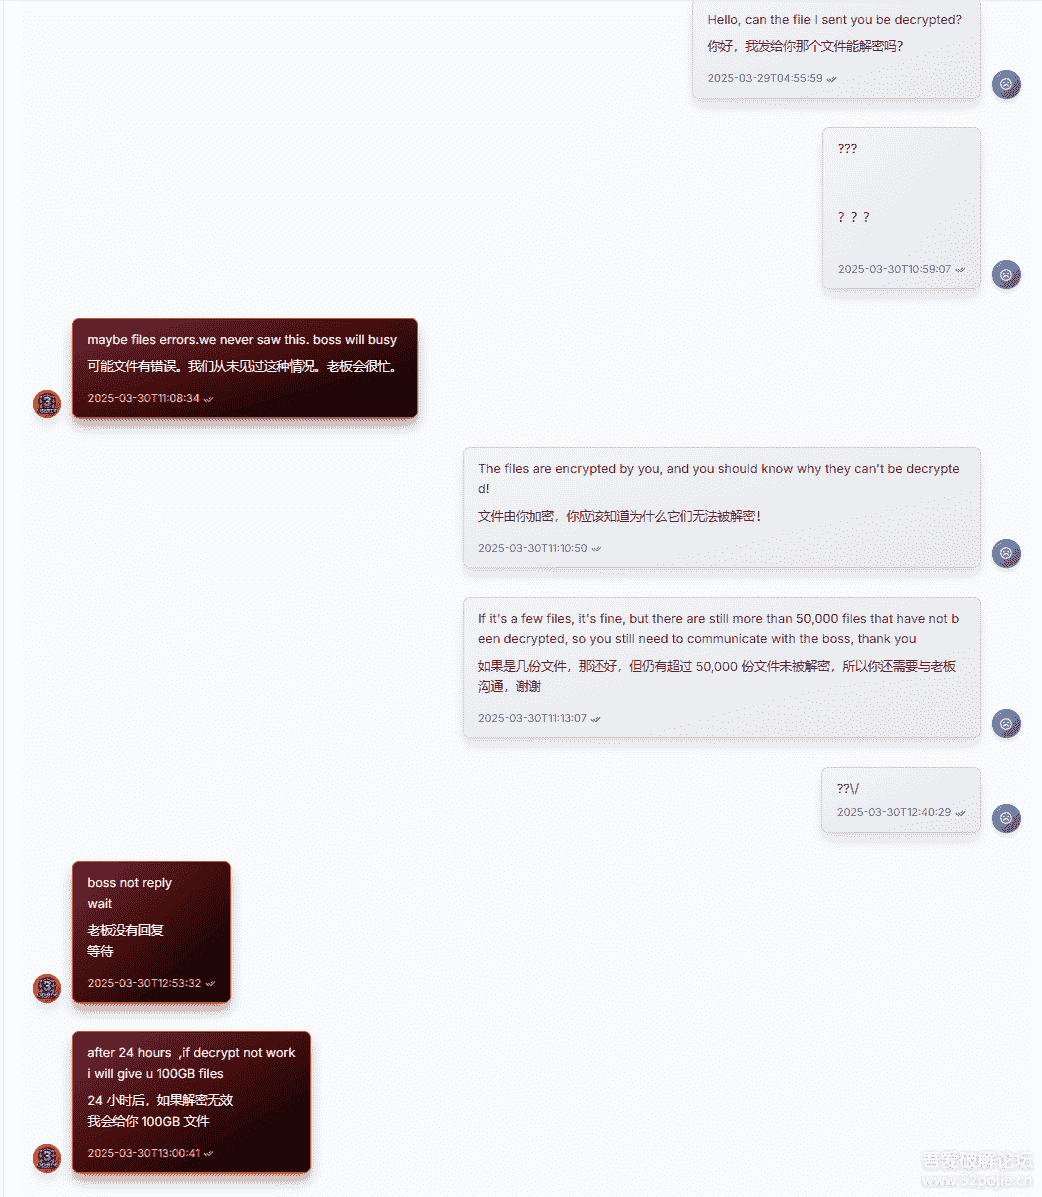 Hello, can the file I sent you be decrypted?
你好，我发给你那个文件能解密吗？
2025-03-29T04:55:59
???
？？？
2025-03-30T10:59:07
maybe files errors.we never saw this. boss will busy
可能文件有错误。我们从未见过这种情况。老板会很忙。
2025-03-30T11:08:34
The files are encrypted by you, and you should know why they can't be decrypte
d!
文件由你加密，你应该知道为什么它们无法被解密！
2025-03-30T11:10:50
If it's a few files, it's fine, but there are still more than 50,000 files that have not b
een decrypted, so you still need to communicate with the boss, thank you
如果是几份文件，那还好，但仍有超过 50,000 份文件未被解密，所以你还需要与老板
沟通，谢谢
2025-03-30T11:13:07
??\/
2025-03-30T12:40:29
boss not reply
wait
老板没有回复
等待
2025-03-30T12:53:32
after 24 hours ,if decrypt not work
i will give u 100GB files
24 小时后，如果解密无效
我会给你 100GB 文件
2025-03-30T13:00:41
吾爱破解论坛
www.52pojie.cn